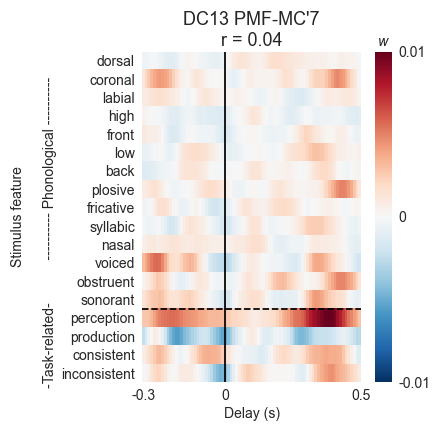 DC13 PMF-MC'7
r = 0.04
w
dorsal
coronal
labial
high
front
low
back
plosive
fricative
syllabic
nasal
voiced
obstruent
sonorant
perception
production
consistent
inconsistent
Stimulus feature
-Task-related- ----------- Phonological -----------
-0.3 0 0.5
Delay (s)
0.01
0
-0.01